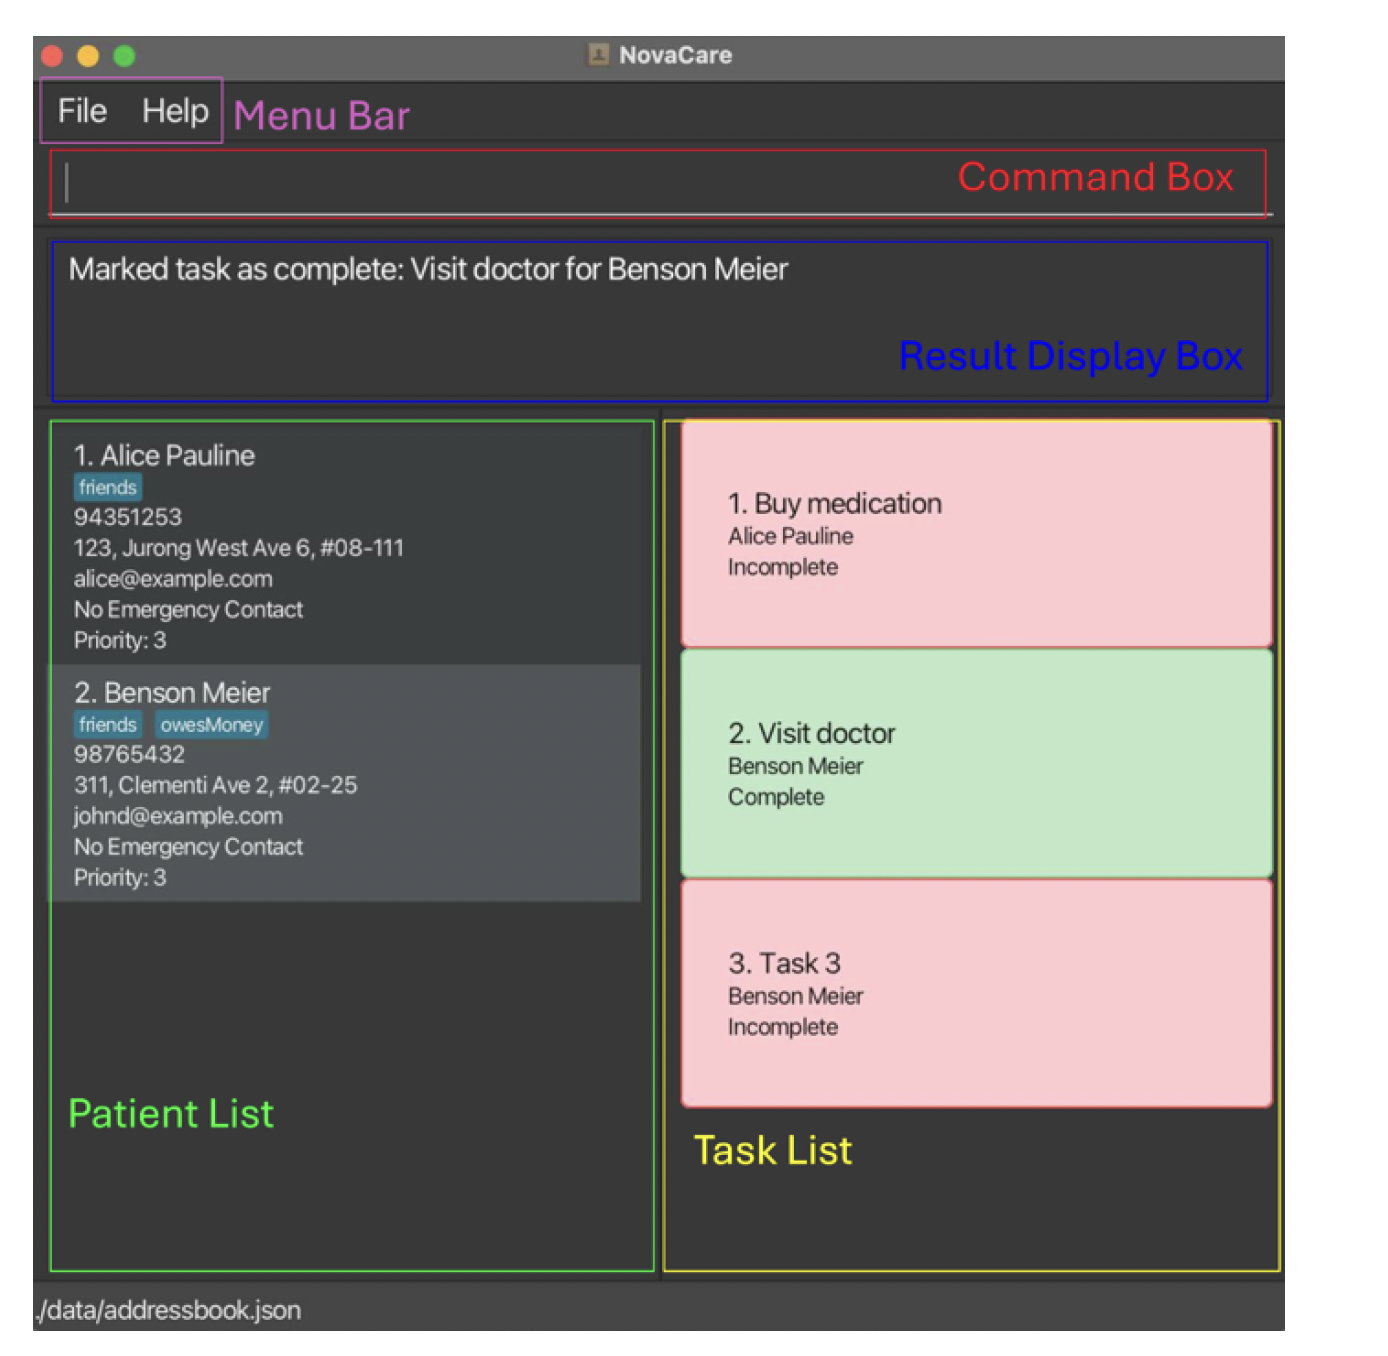 NovaCare
File Help Menu Bar
Command Box
Marked task as complete: Visit doctor for Benson Meier
Result Display Box
1. Alice Pauline
friends
94351253
123, Jurong West Ave 6, #08-111
alice@example.com
No Emergency Contact
Priority: 3
2. Benson Meier
friends owesMoney
98765432
311, Clementi Ave 2, #02-25
johnd@example.com
No Emergency Contact
Priority: 3
Patient List
1. Buy medication
Alice Pauline
Incomplete
2. Visit doctor
Benson Meier
Complete
3. Task 3
Benson Meier
Incomplete
Task List
./data/addressbook.json